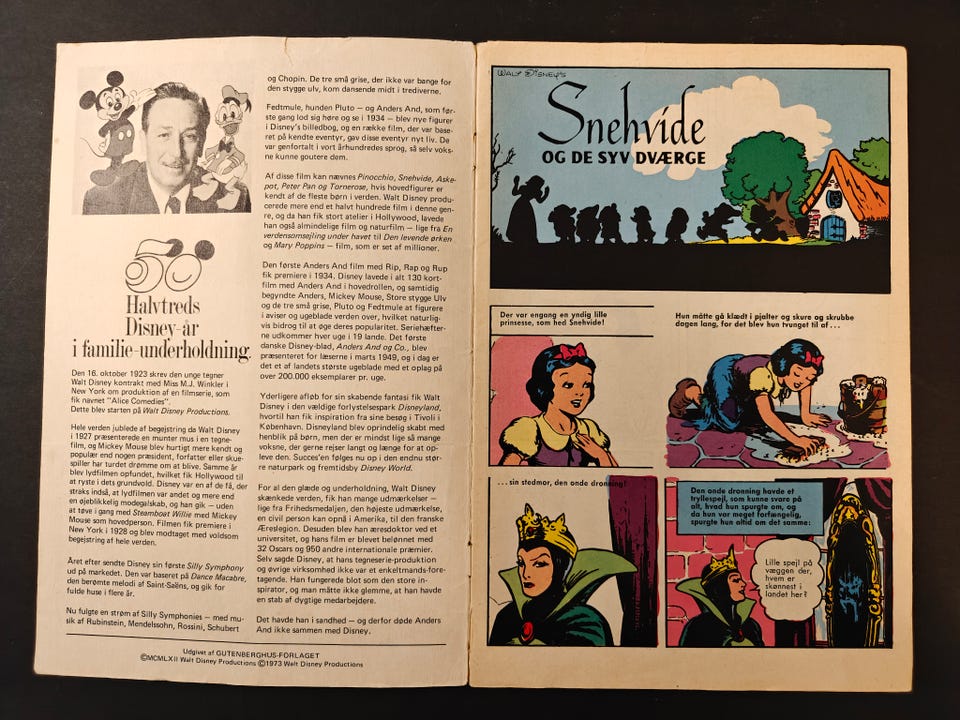 50
Halvtreds
Disney-år
i familie-underholdning.
Den 16. oktober 1923 skrev den unge tegner
Walt Disney kontrakt med Miss M.J. Winkler i
New York om produktion af en filmserie, som
fik navnet "Alice Comedies".
Dette blev starten på Walt Disney Productions.
Hele verden jublede af begejstring da Walt Disney
i 1927 præsenterede en munter mus i en tegne-
film, og Mickey Mouse blev hurtigt mere kendt og
populær end nogen præsident, forfatter eller skue-
spiller har turdet drømme om at blive. Samme år
blev lydfilmen opfundet, hvilket fik Hollywood til
at ryste i dets grundvold. Disney var en af de få, der
straks indså, at lydfilmen var andet og mere end
en øjeblikkelig modegalskab, og han gik – uden
at tøve i gang med Steamboat Willie med Mickey
Mouse som hovedperson. Filmen fik premiere i
New York i 1928 og blev modtaget med voldsom
begejstring af hele verden.
Året efter sendte Disney sin første Silly Symphony
ud på markedet. Den var baseret på Dance Macabre,
den berømte melodi af Saint-Saëns, og gik for
fulde huse i flere år.
Nu fulgte en strøm af Silly Symphonies – med mu-
sik af Rubinstein, Mendelssohn, Rossini, Schubert
og Chopin. De tre små grise, der ikke var bange for
den stygge ulv, kom dansende midt i trediverne.
Fedtmule, hunden Pluto – og Anders And, som før-
ste gang lod sig høre og se i 1934 – blev nye figurer
i Disney's billedbog, og en række film, der var base-
ret på kendte eventyr, gav disse eventyr nyt liv. De
var genfortalt i vort århundredes sprog, så selv voks-
ne kunne goutere dem.
Af disse film kan nævnes Pinocchio, Snehvide, Aske-
pot, Peter Pan og Tornerose, hvis hovedfigurer er
kendt af de fleste børn i verden. Walt Disney pro-
ducerede mere end et halvt hundrede film i denne gen-
re, og da han fik stort atelier i Hollywood, lavede
han også almindelige film og naturfilm – lige fra En
verdensomsejling under havet til Den levende ørken
og Mary Poppins – film, som er set af millioner.
Den første Anders And film med Rip, Rap og Rup
fik premiere i 1934. Disney lavede i alt 130 kort-
film med Anders And i hovedrollen, og samtidig
begyndte Anders, Mickey Mouse, Store stygge Ulv
og de tre små grise, Pluto og Fedtmule at figurere
i aviser og ugeblade verden over, hvilket naturlig-
vis bidrog til at øge deres popularitet. Seriehæfter-
ne udkommer hver uge i 19 lande. Det første
danske Disney-blad, Anders And og Co., blev
præsenteret for læserne i marts 1949, og i dag er
det et af landets største ugeblade med et oplag på
over 200.000 eksemplarer pr. uge.
Yderligere afløb for sin skabende fantasi fik Walt
Disney i den vældige forlystelsespark Disneyland,
hvortil han fik inspiration fra sine besøg i Tivoli i
København. Disneyland blev oprindelig skabt med
henblik på børn, men der er mindst lige så mange
voksne, der gerne rejser langt og længe for at op-
leve den. Succes'en følges nu op i den endnu stør-
re naturpark og fremtidsby Disney World.
For al den glæde og underholdning, Walt Disney
skænkede verden, fik han mange udmærkelser –
lige fra Frihedsmedaljen, den højeste udmærkelse,
en civil person kan opnå i Amerika, til den franske
Æreslegion. Desuden blev han æresdoktor ved et
universitet, og hans film er blevet belønnet med
32 Oscars og 950 andre internationale præmier.
Selv sagde Disney, at hans tegneserie-produktion
og øvrige virksomhed ikke var et enkeltmands-fore-
tagende. Han fungerede blot som den store in-
spirator, og man måtte ikke glemme, at han havde
en stab af dygtige medarbejdere.
Det havde han i sandhed – og derfor døde Anders
And ikke sammen med Disney.
Udgivet af GUTENBERGHUS-FORLAGET
©MCMLXII Walt Disney Productions ©1973 Walt Disney Productions
WALT DISNEY'S
Snehvide
OG DE SYV DVÆRGE
Der var engang en yndig lille
prinsesse, som hed Snehvide!
Hun måtte gå klædt i pjalter og skure og skrubbe
dagen lang, for det blev hun tvunget til af...
...sin stedmor, den onde dronning!
Den onde dronning havde et
tryllespejl, som kunne svare på
alt, hvad hun spurgte om, og
da hun var meget forfængelig,
spurgte hun altid om det samme:
Lille spejl på
væggen der,
hvem er
skønnest i
landet her?